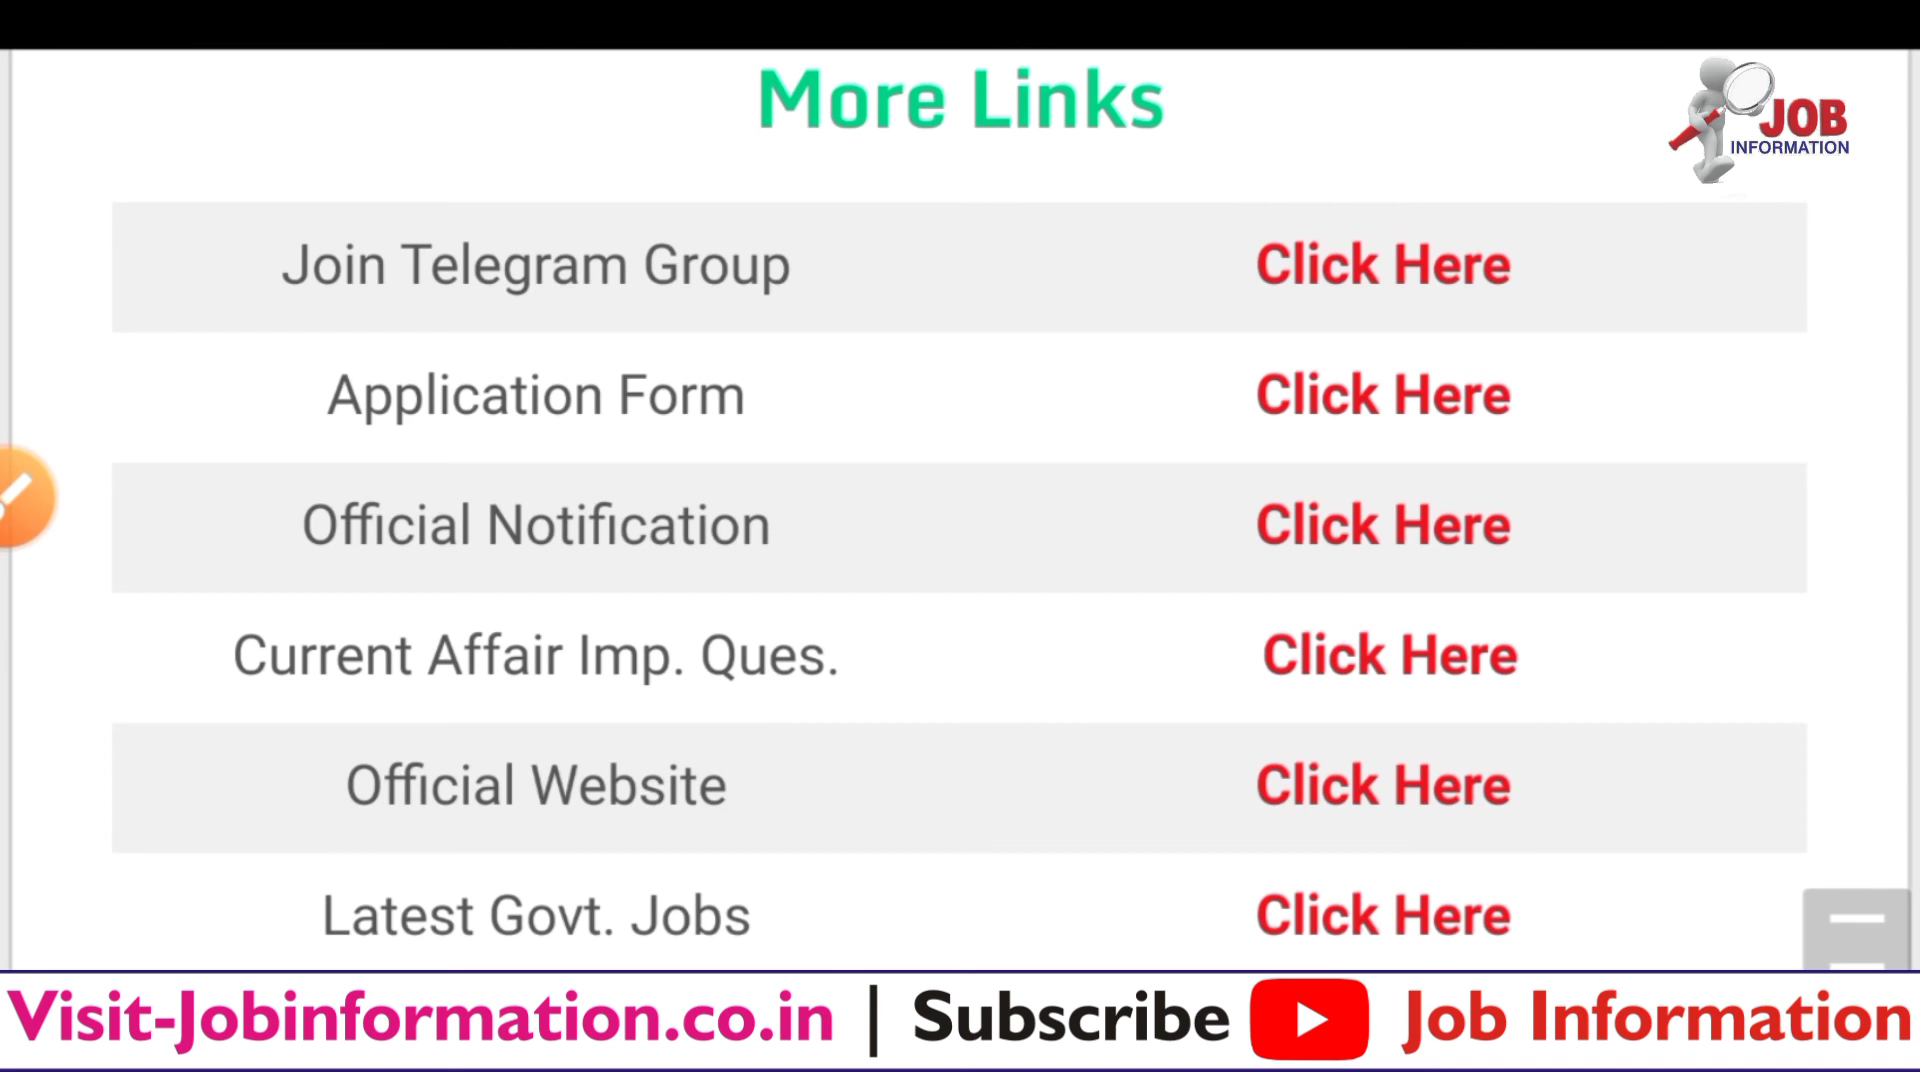 More Links
JOB
INFORMATION
Join Telegram Group Click Here
Application Form Click Here
Official Notification Click Here
Current Affair Imp. Ques. Click Here
Official Website Click Here
Latest Govt. Jobs Click Here
Visit-Jobinformation.co.in | Subscribe Job Information